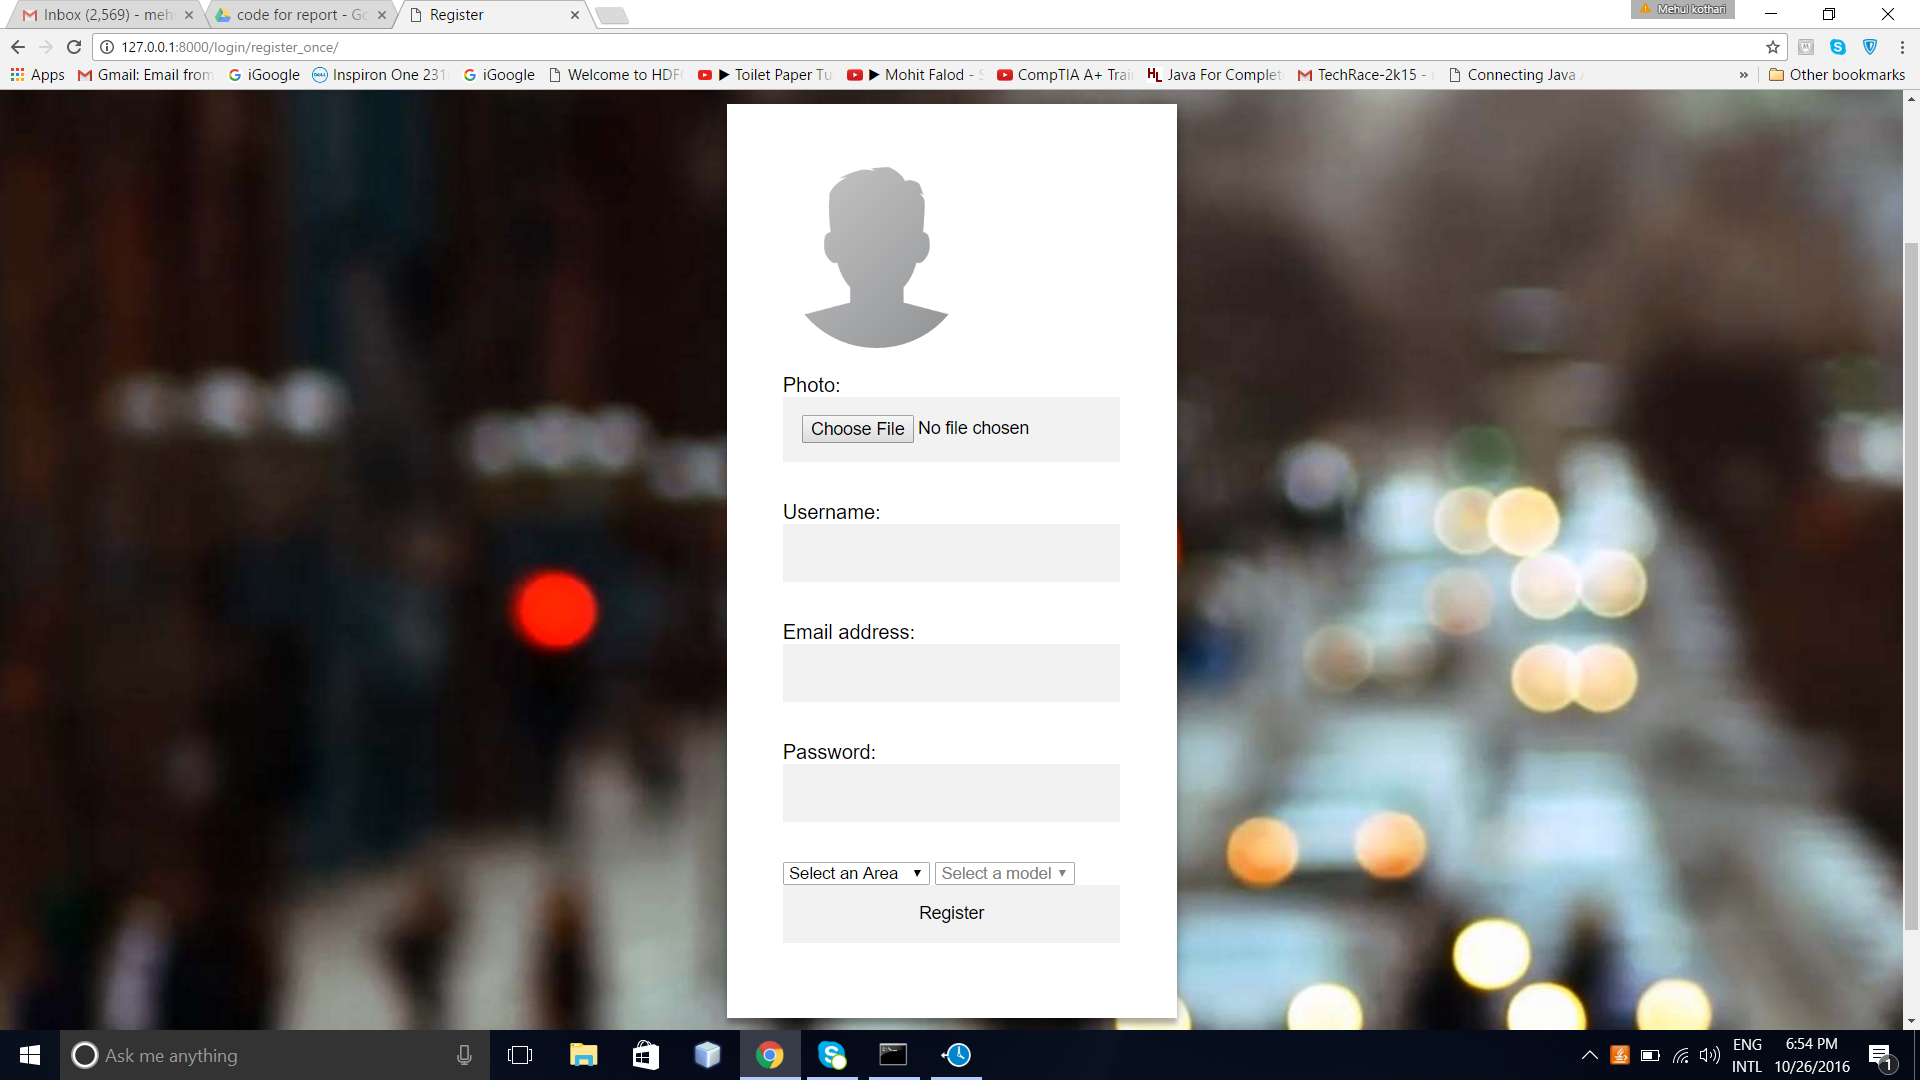 Inbox (2,569) - meh
code for report - Go
Register
Mehul kothari
127.0.0.1:8000/login/register_once/
Apps
Gmail: Email from
iGoogle
Inspiron One 231
iGoogle
Welcome to HDF
▶ Toilet Paper Tu
▶ Mohit Falod - S
CompTIA A+ Trai
HL Java For Complet
TechRace-2k15 -
Connecting Java
»
Other bookmarks
Photo:
Choose File No file chosen
Username:
Email address:
Password:
Select an Area
Select a model
Register
Ask me anything
ENG
INTL
6:54 PM
10/26/2016
1